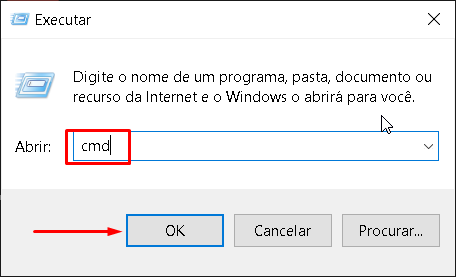 Executar
Digite o nome de um programa, pasta, documento ou
recurso da Internet e o Windows o abrirá para você.
Abrir: cmd
OK Cancelar Procurar...